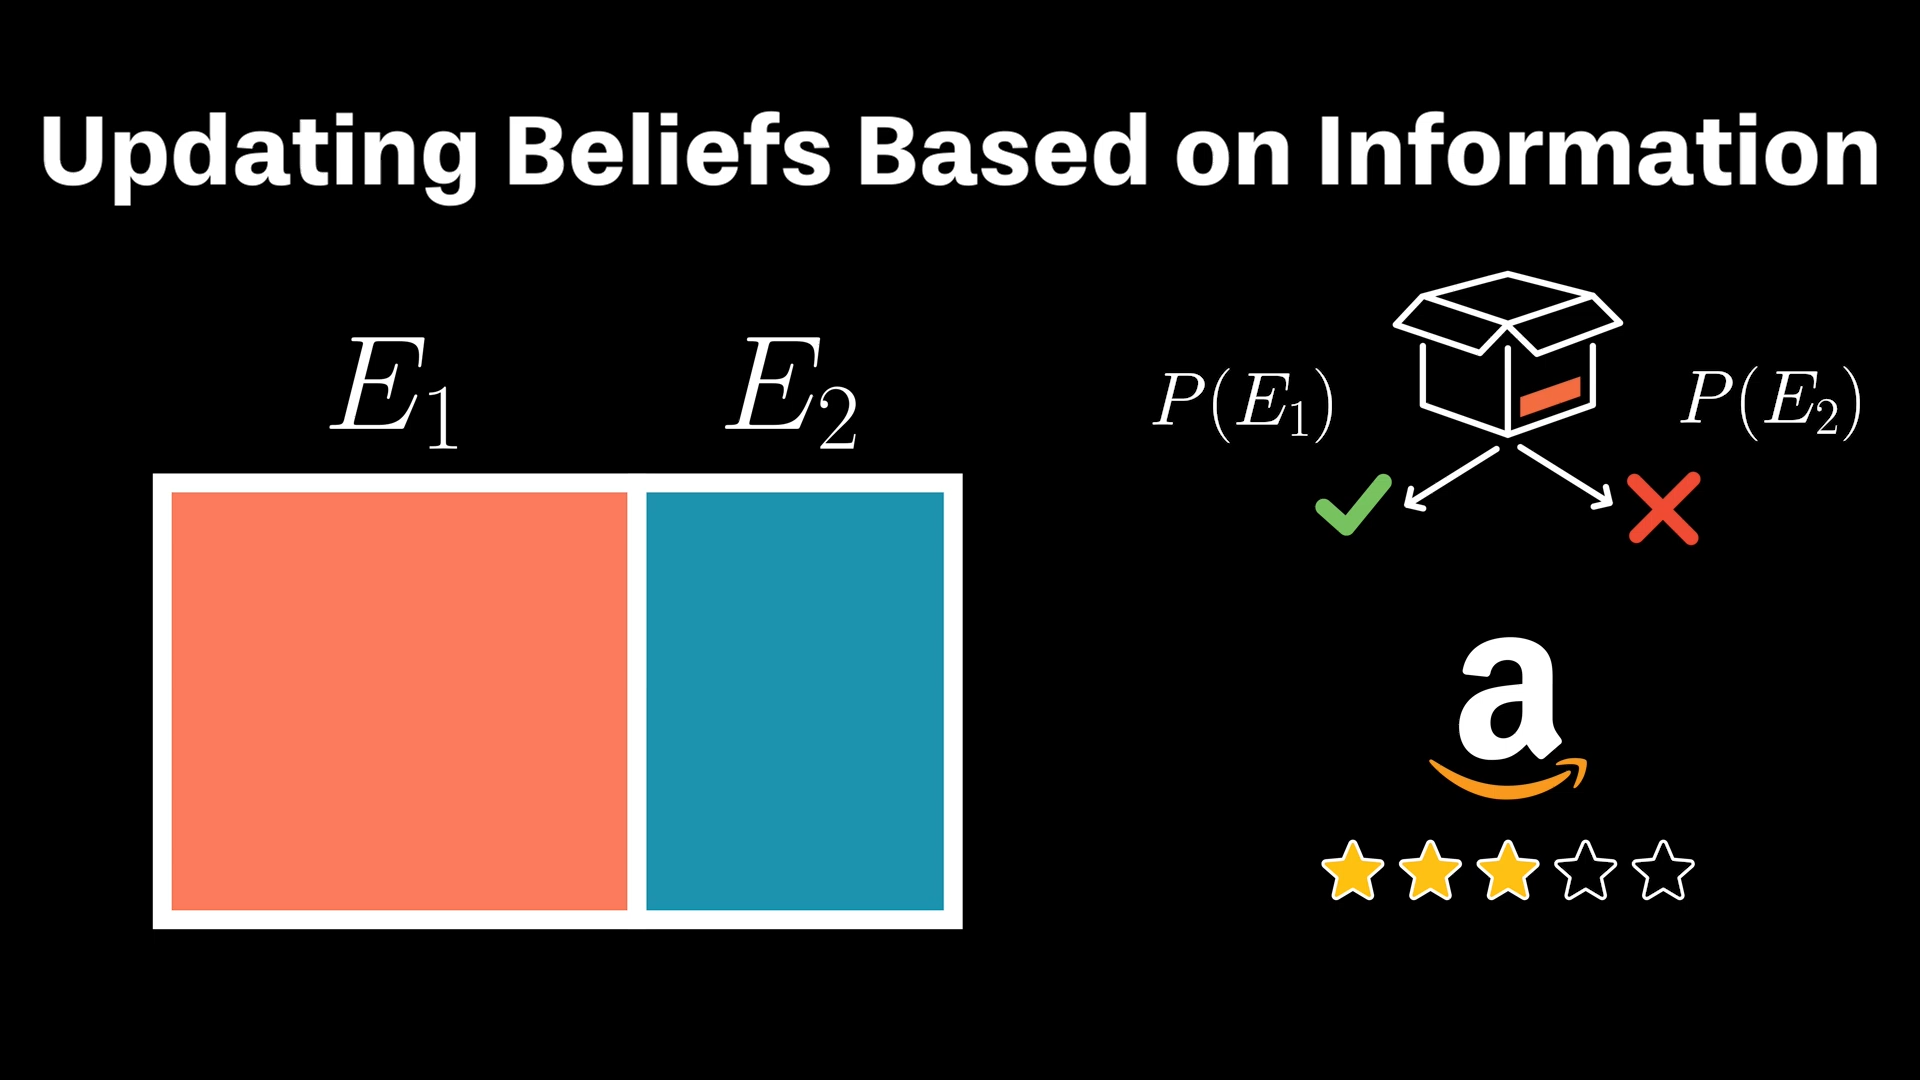 Updating Beliefs Based on Information
E₁ E₂
P(E₁) P(E₂)
a